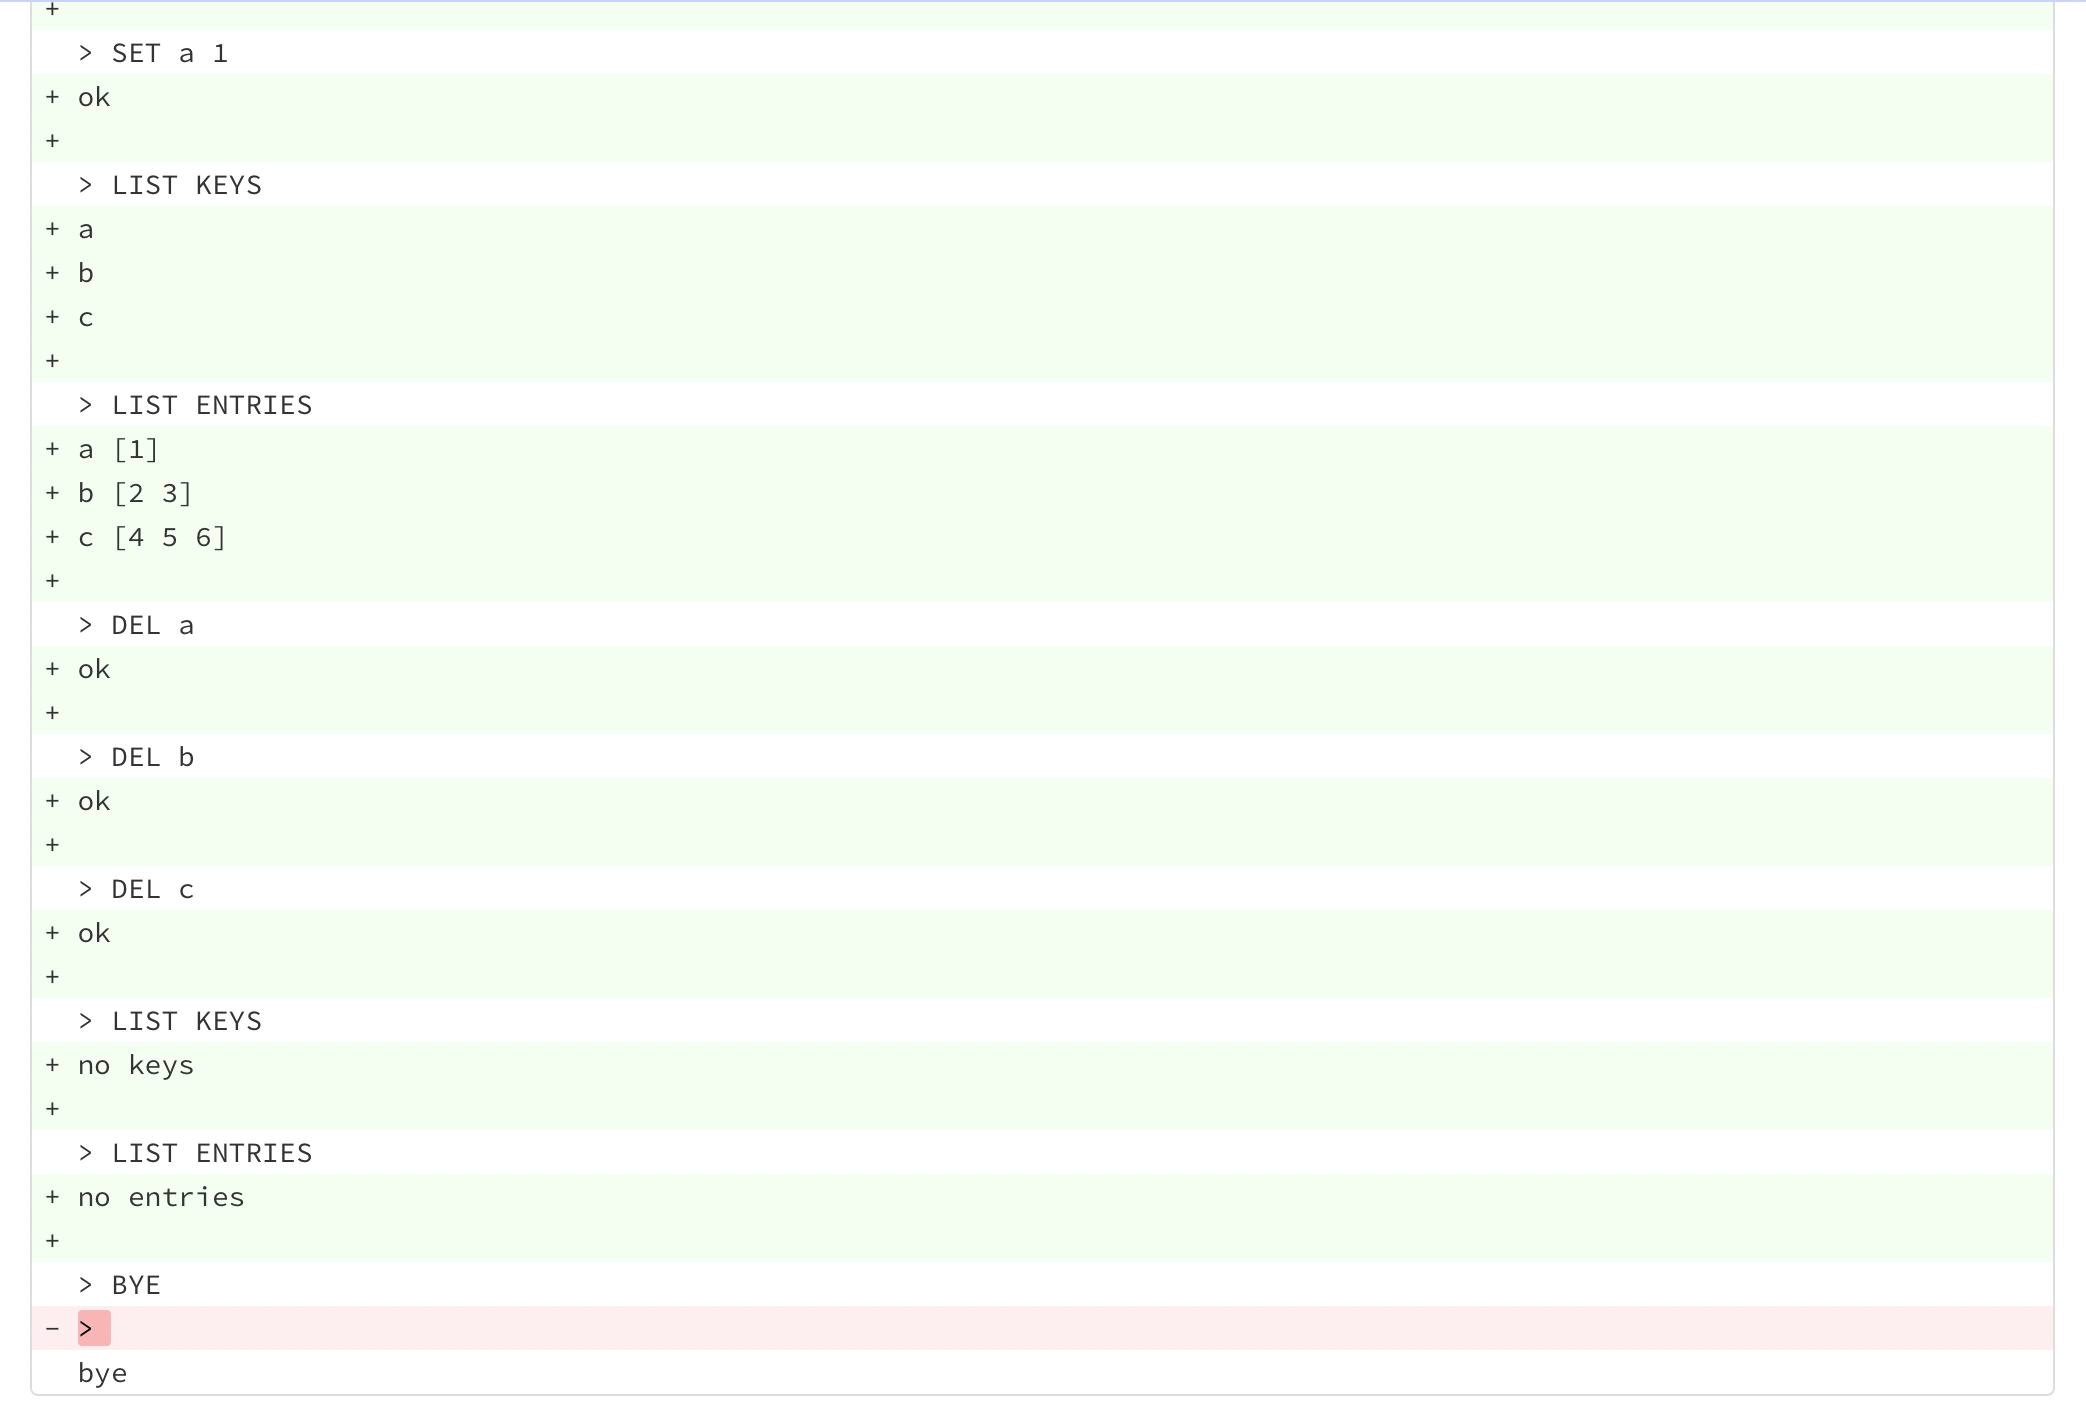 +
> SET a 1
+ ok
+
> LIST KEYS
+ a
+ b
+ c
+
> LIST ENTRIES
+ a [1]
+ b [2 3]
+ c [4 5 6]
+
> DEL a
+ ok
+
> DEL b
+ ok
+
> DEL c
+ ok
+
> LIST KEYS
+ no keys
+
> LIST ENTRIES
+ no entries
+
> BYE
− >
bye